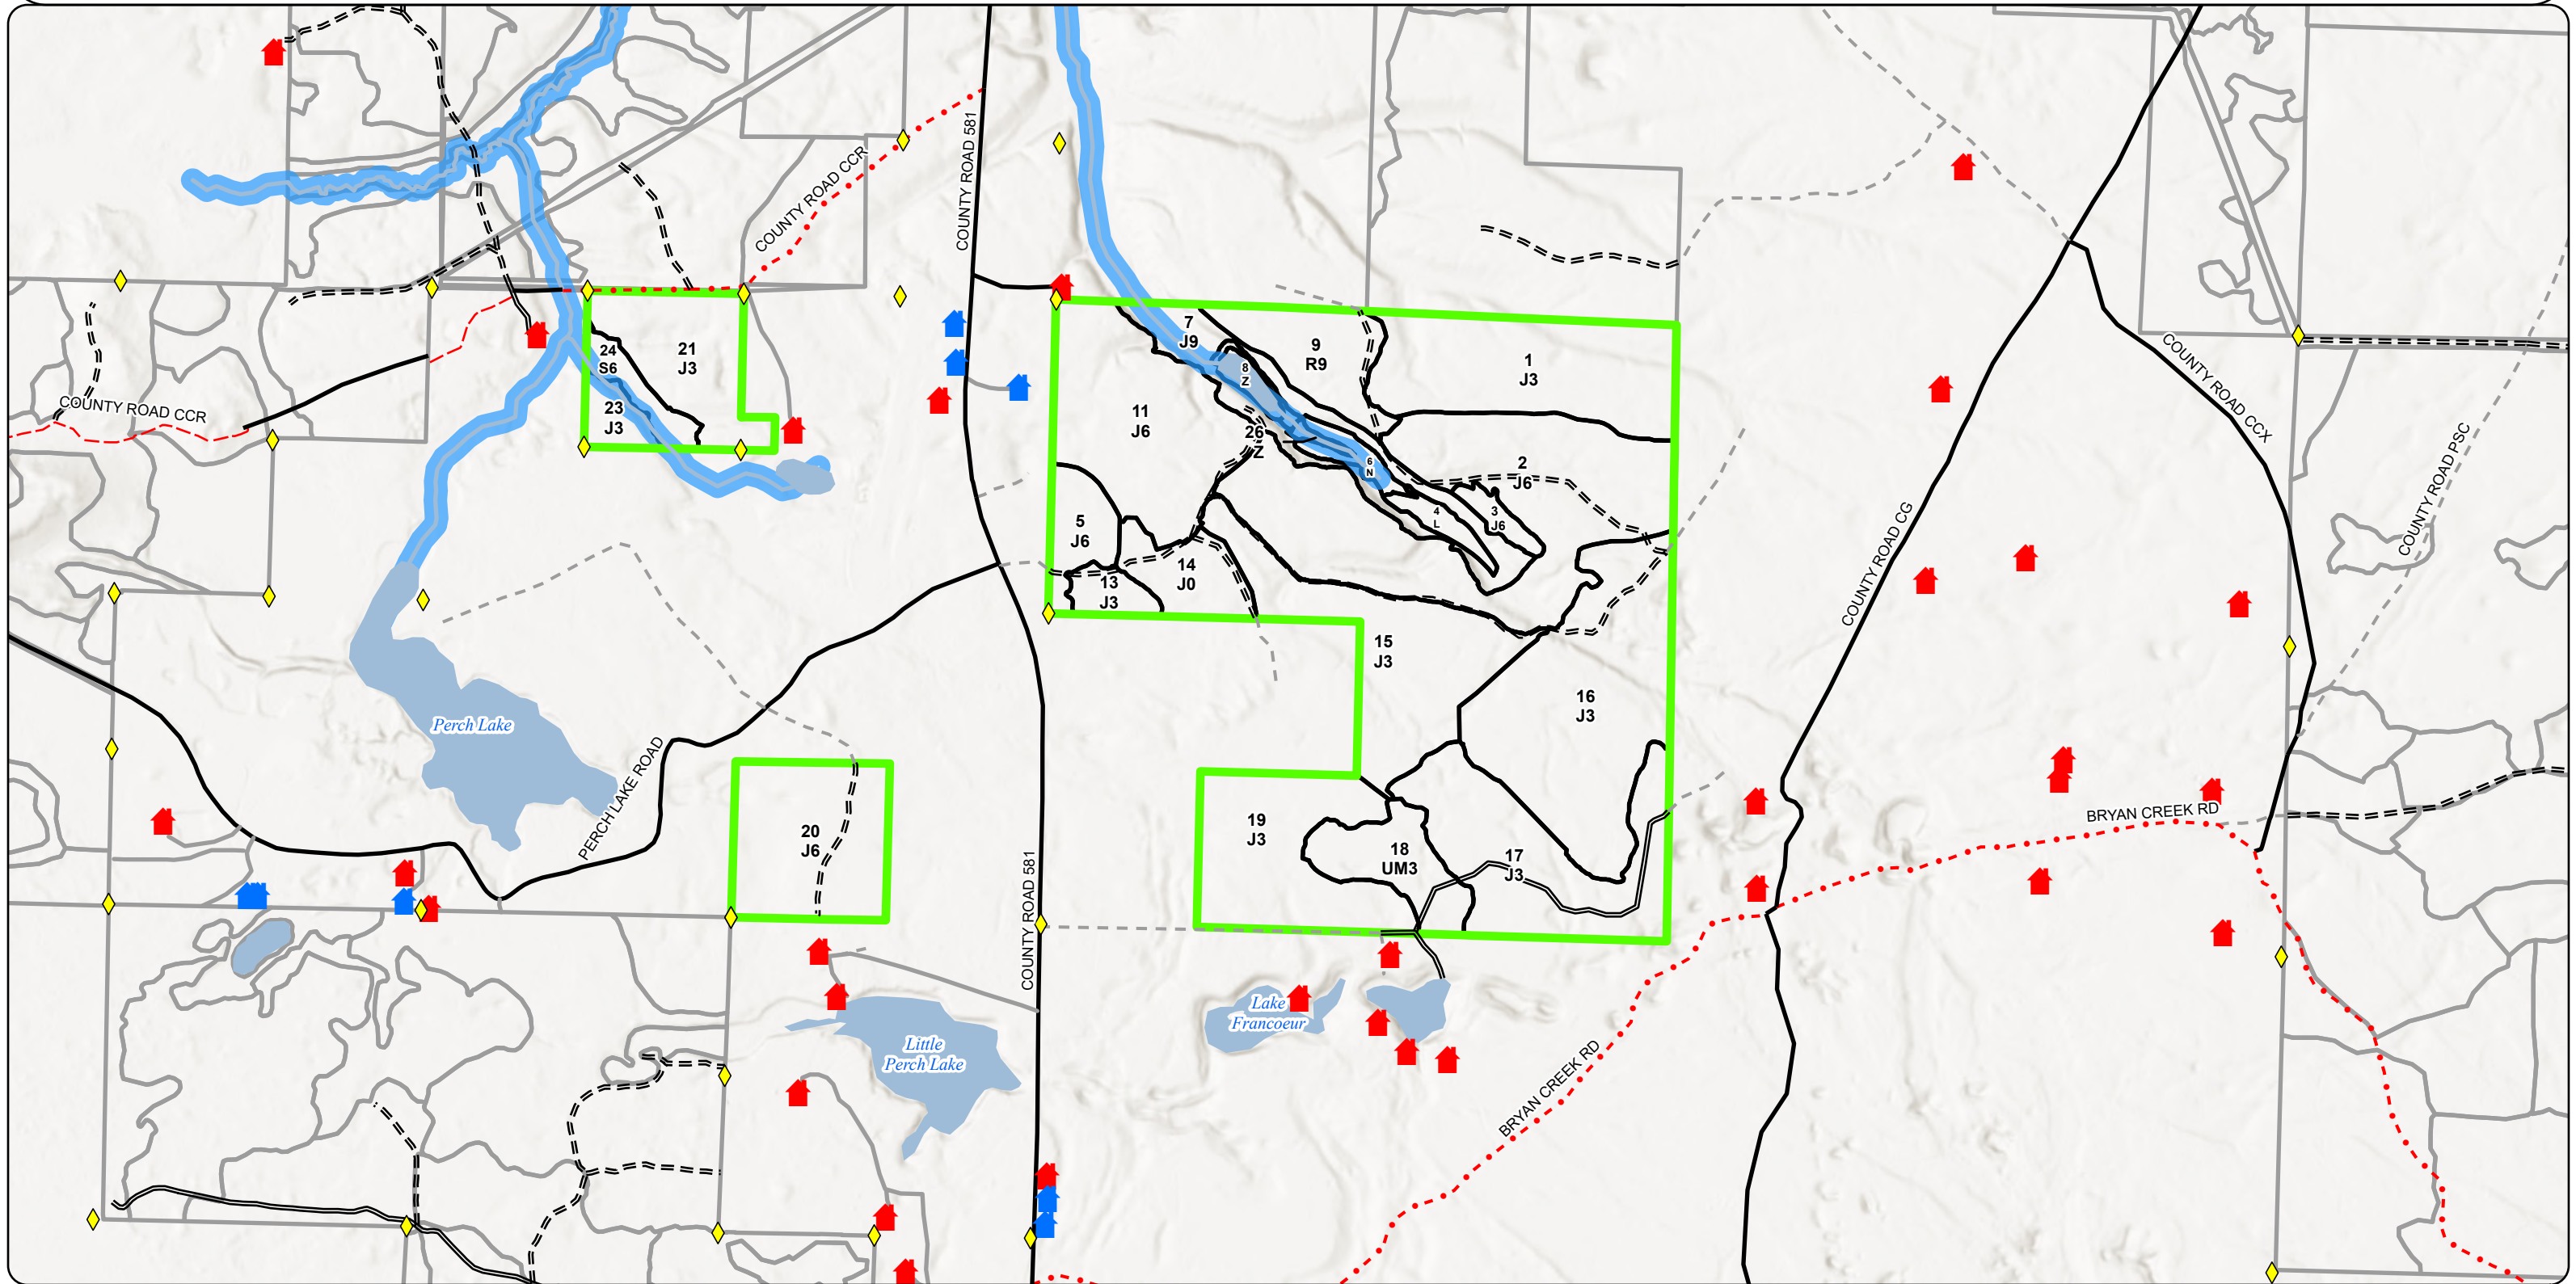 COUNTY ROAD 581
COUNTY ROAD CCR
7
J9
9
R9
1
J3
24
S6
21
J3
8
Z
COUNTY ROAD CCX
COUNTY ROAD CCR
23
J3
11
J6
26
Z
6
N
2
J6
COUNTY ROAD PSC
5
J6
4
L
3
J6
COUNTY ROAD CG
14
J0
13
J3
15
J3
16
J3
Perch Lake
PERCH LAKE ROAD
20
J6
19
J3
18
UM3
17
J3
BRYAN CREEK RD
COUNTY ROAD 581
Lake
Francoeur
Little
Perch Lake
BRYAN CREEK RD